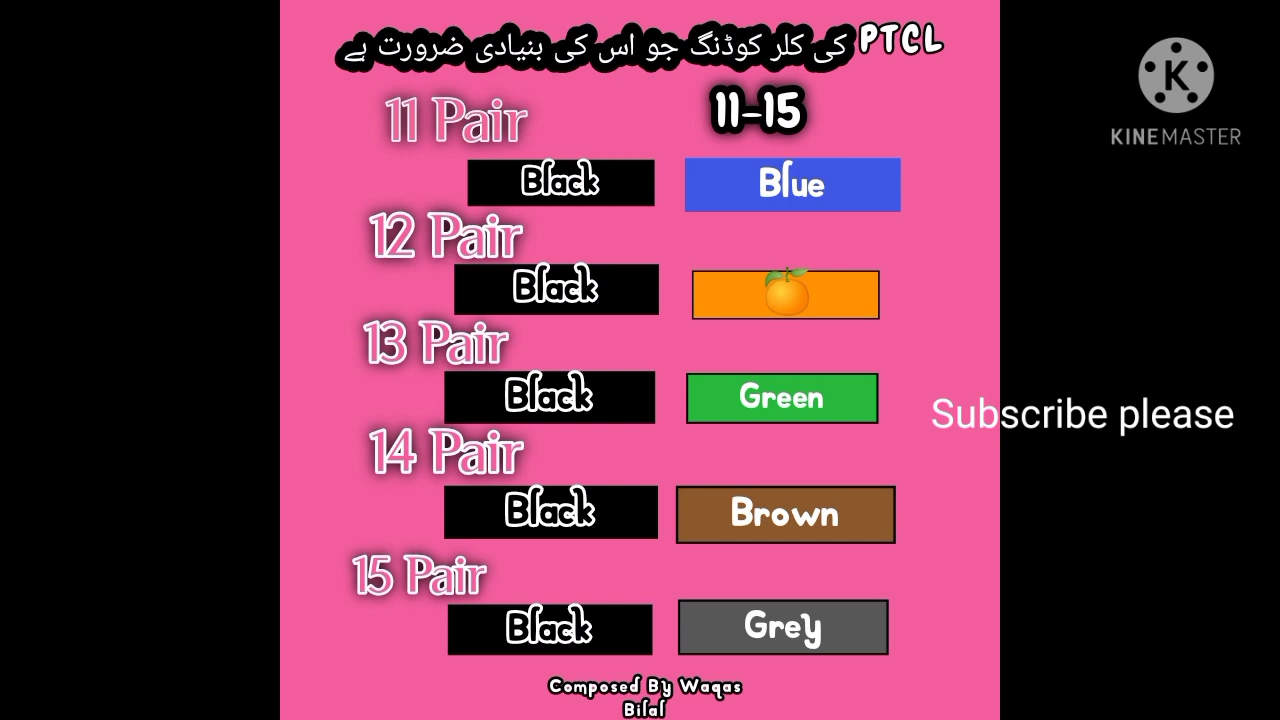 PTCL کی کلر کوڈنگ جو اس کی بنیادی ضرورت ہے
11 Pair
11-15
Black
Blue
12 Pair
Black
13 Pair
Black
Green
14 Pair
Black
Brown
15 Pair
Black
Grey
Composed By Waqas
Bilal
K
KINEMASTER
Subscribe please